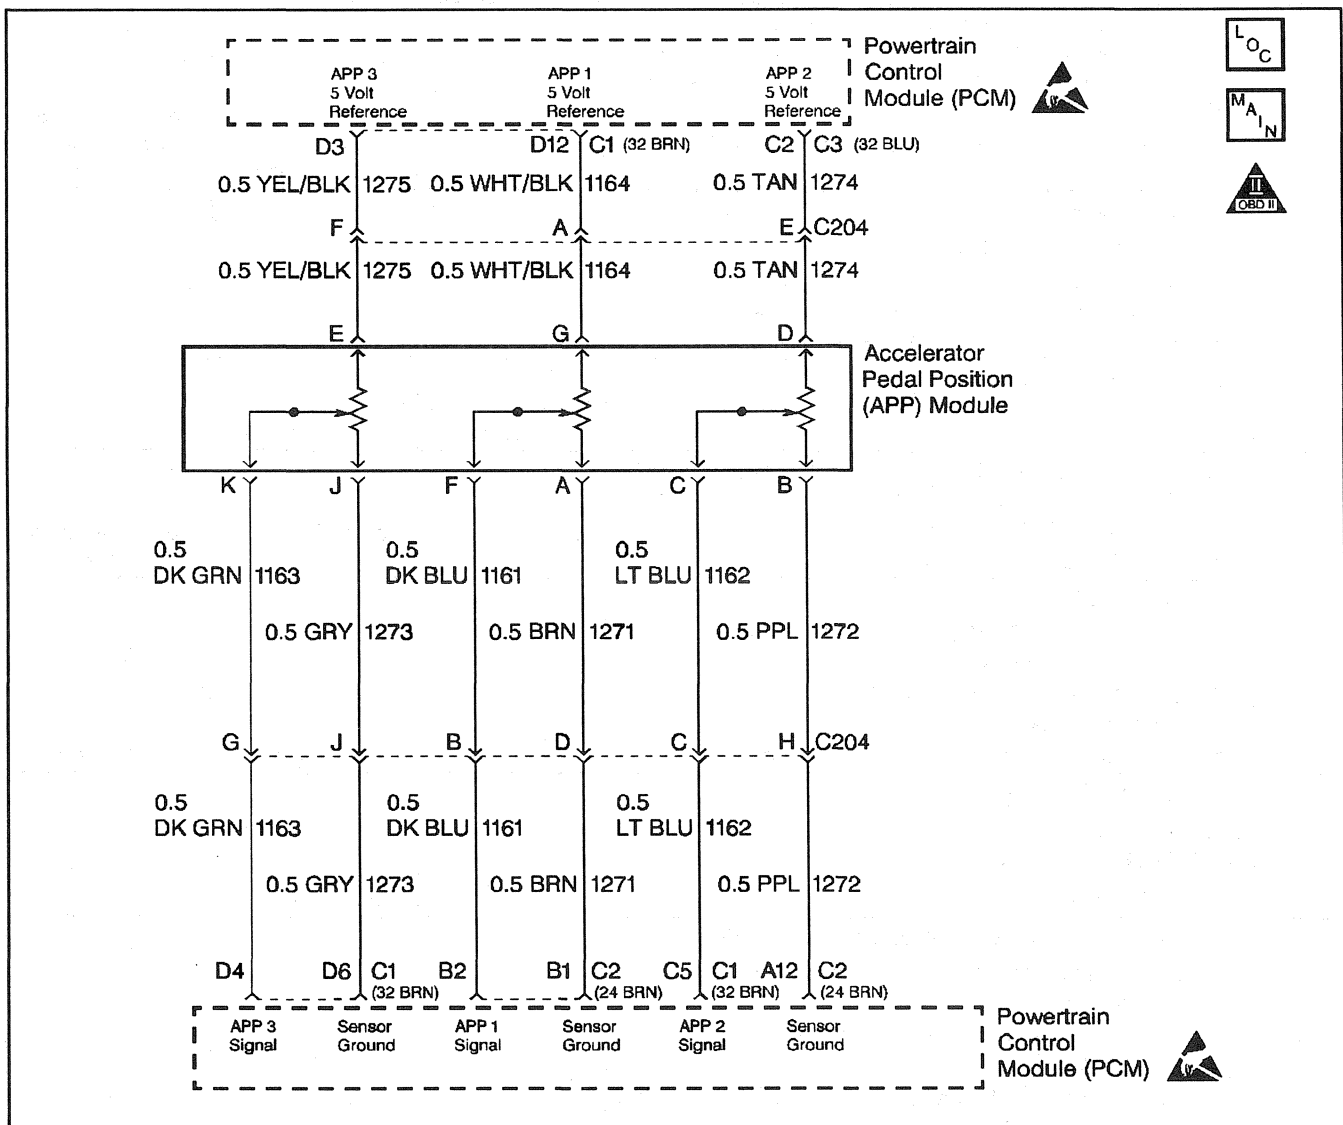 Powertrain
Control
Module (PCM)
L O C
M A I N
II
OBD II
APP 3
5 Volt
Reference
APP 1
5 Volt
Reference
APP 2
5 Volt
Reference
D3 D12 C1 (32 BRN) C2 C3 (32 BLU)
0.5 YEL/BLK 1275 0.5 WHT/BLK 1164 0.5 TAN 1274
F A E C204
0.5 YEL/BLK 1275 0.5 WHT/BLK 1164 0.5 TAN 1274
E G D
Accelerator
Pedal Position
(APP) Module
K J F A C B
0.5 0.5 0.5
DK GRN 1163 DK BLU 1161 LT BLU 1162
0.5 GRY 1273 0.5 BRN 1271 0.5 PPL 1272
G J B D C H C204
0.5 0.5 0.5
DK GRN 1163 DK BLU 1161 LT BLU 1162
0.5 GRY 1273 0.5 BRN 1271 0.5 PPL 1272
D4 D6 C1 B2 B1 C2 C5 C1 A12 C2
(32 BRN) (24 BRN) (32 BRN) (24 BRN)
APP 3
Signal
Sensor
Ground
APP 1
Signal
Sensor
Ground
APP 2
Signal
Sensor
Ground
Powertrain
Control
Module (PCM)